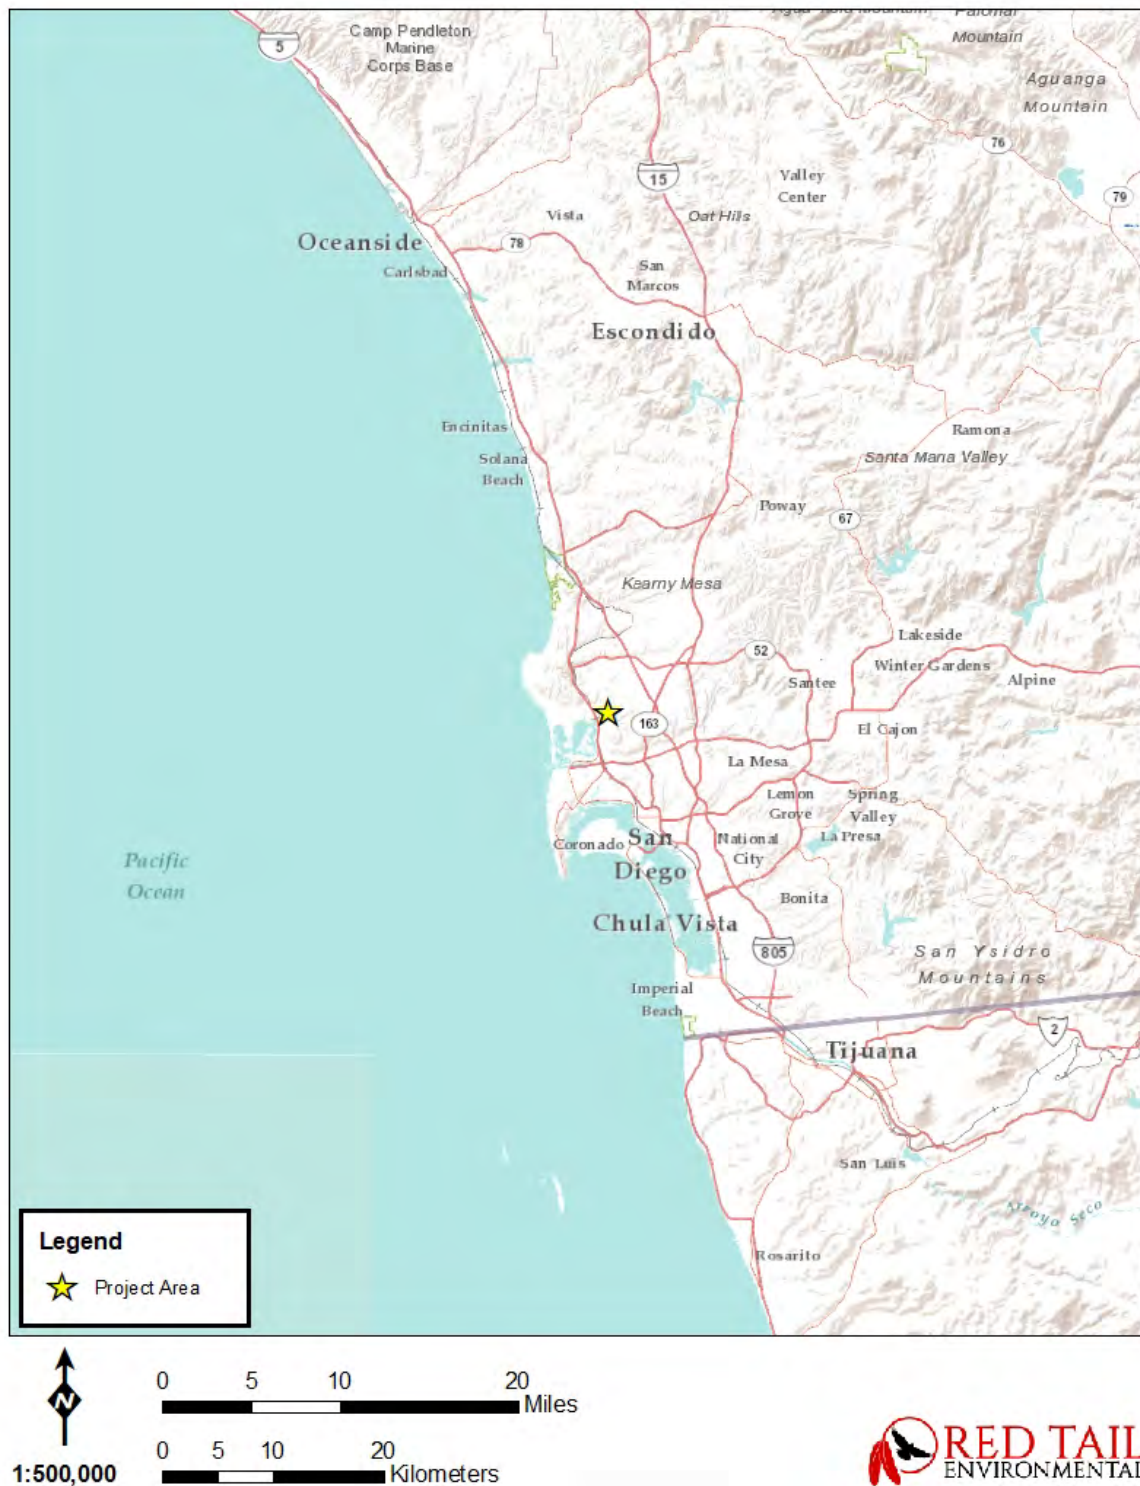 Palomar
Mountain
5
Camp Pendleton
Marine
Corps Base
Aguanga
Mountain
76
15
Valley
Center
79
Vista
Oat Hills
Oceanside
78
Carlsbad
San
Marcos
Escondido
Encinitas
Ramona
Solana
Beach
Santa Maria Valley
Poway
67
Kearny Mesa
Lakeside
52
Winter Gardens
Santee
Alpine
163
El Cajon
La Mesa
Lemon
Grove
Spring
Valley
La Presa
Coronado
San
Diego
National
City
Pacific
Ocean
Bonita
Chula Vista
805
San Ysidro
Mountains
Imperial
Beach
2
Tijuana
San Luis
Arroyo Seco
Rosarito
Legend
Project Area
N
1:500,000
0 5 10 20
Miles
0 5 10 20
Kilometers
RED TAIL
ENVIRONMENTAL